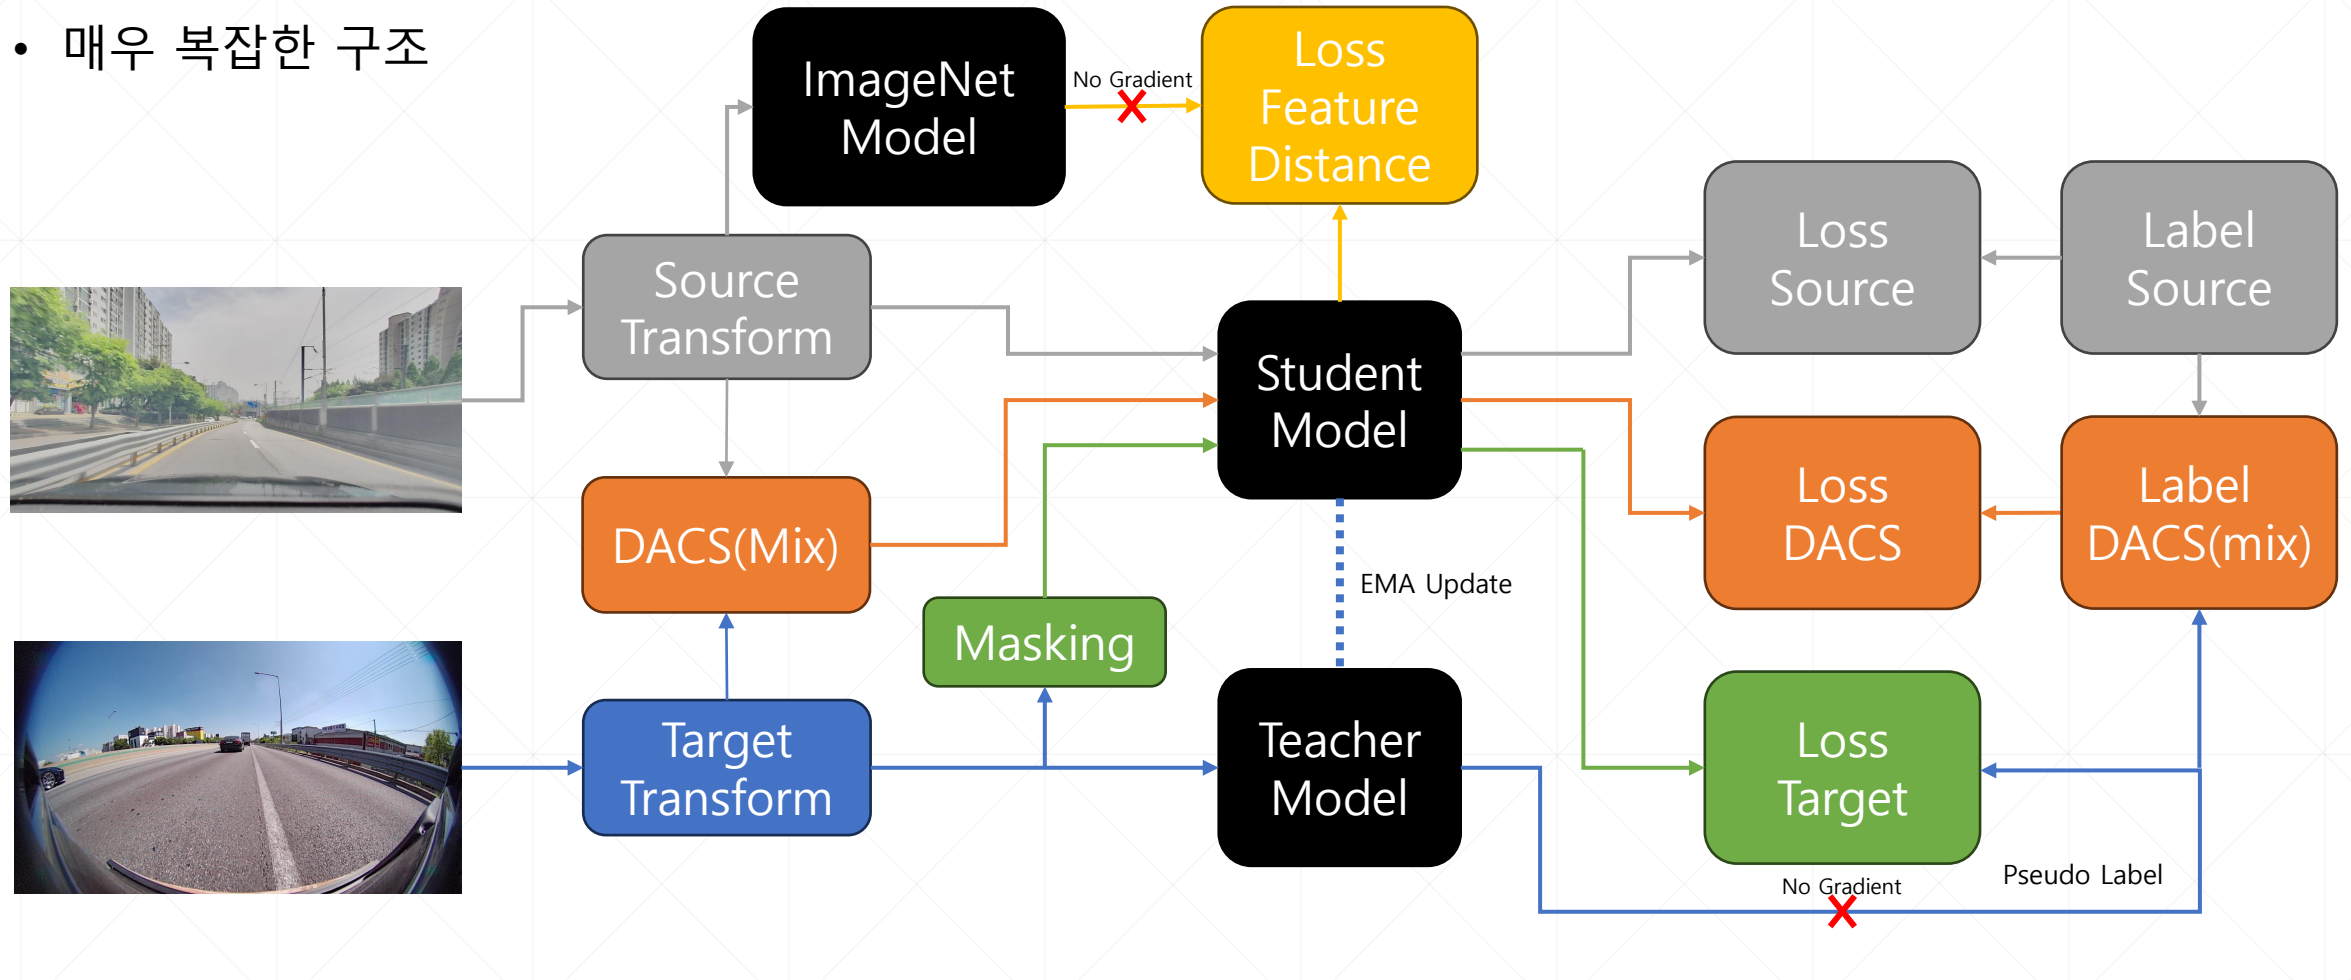 • 매우 복잡한 구조
ImageNet
Model
No Gradient
Loss
Feature
Distance
Source
Transform
Loss
Source
Label
Source
Student
Model
DACS(Mix)
Loss
DACS
Label
DACS(mix)
EMA Update
Masking
Target
Transform
Teacher
Model
Loss
Target
Pseudo Label
No Gradient